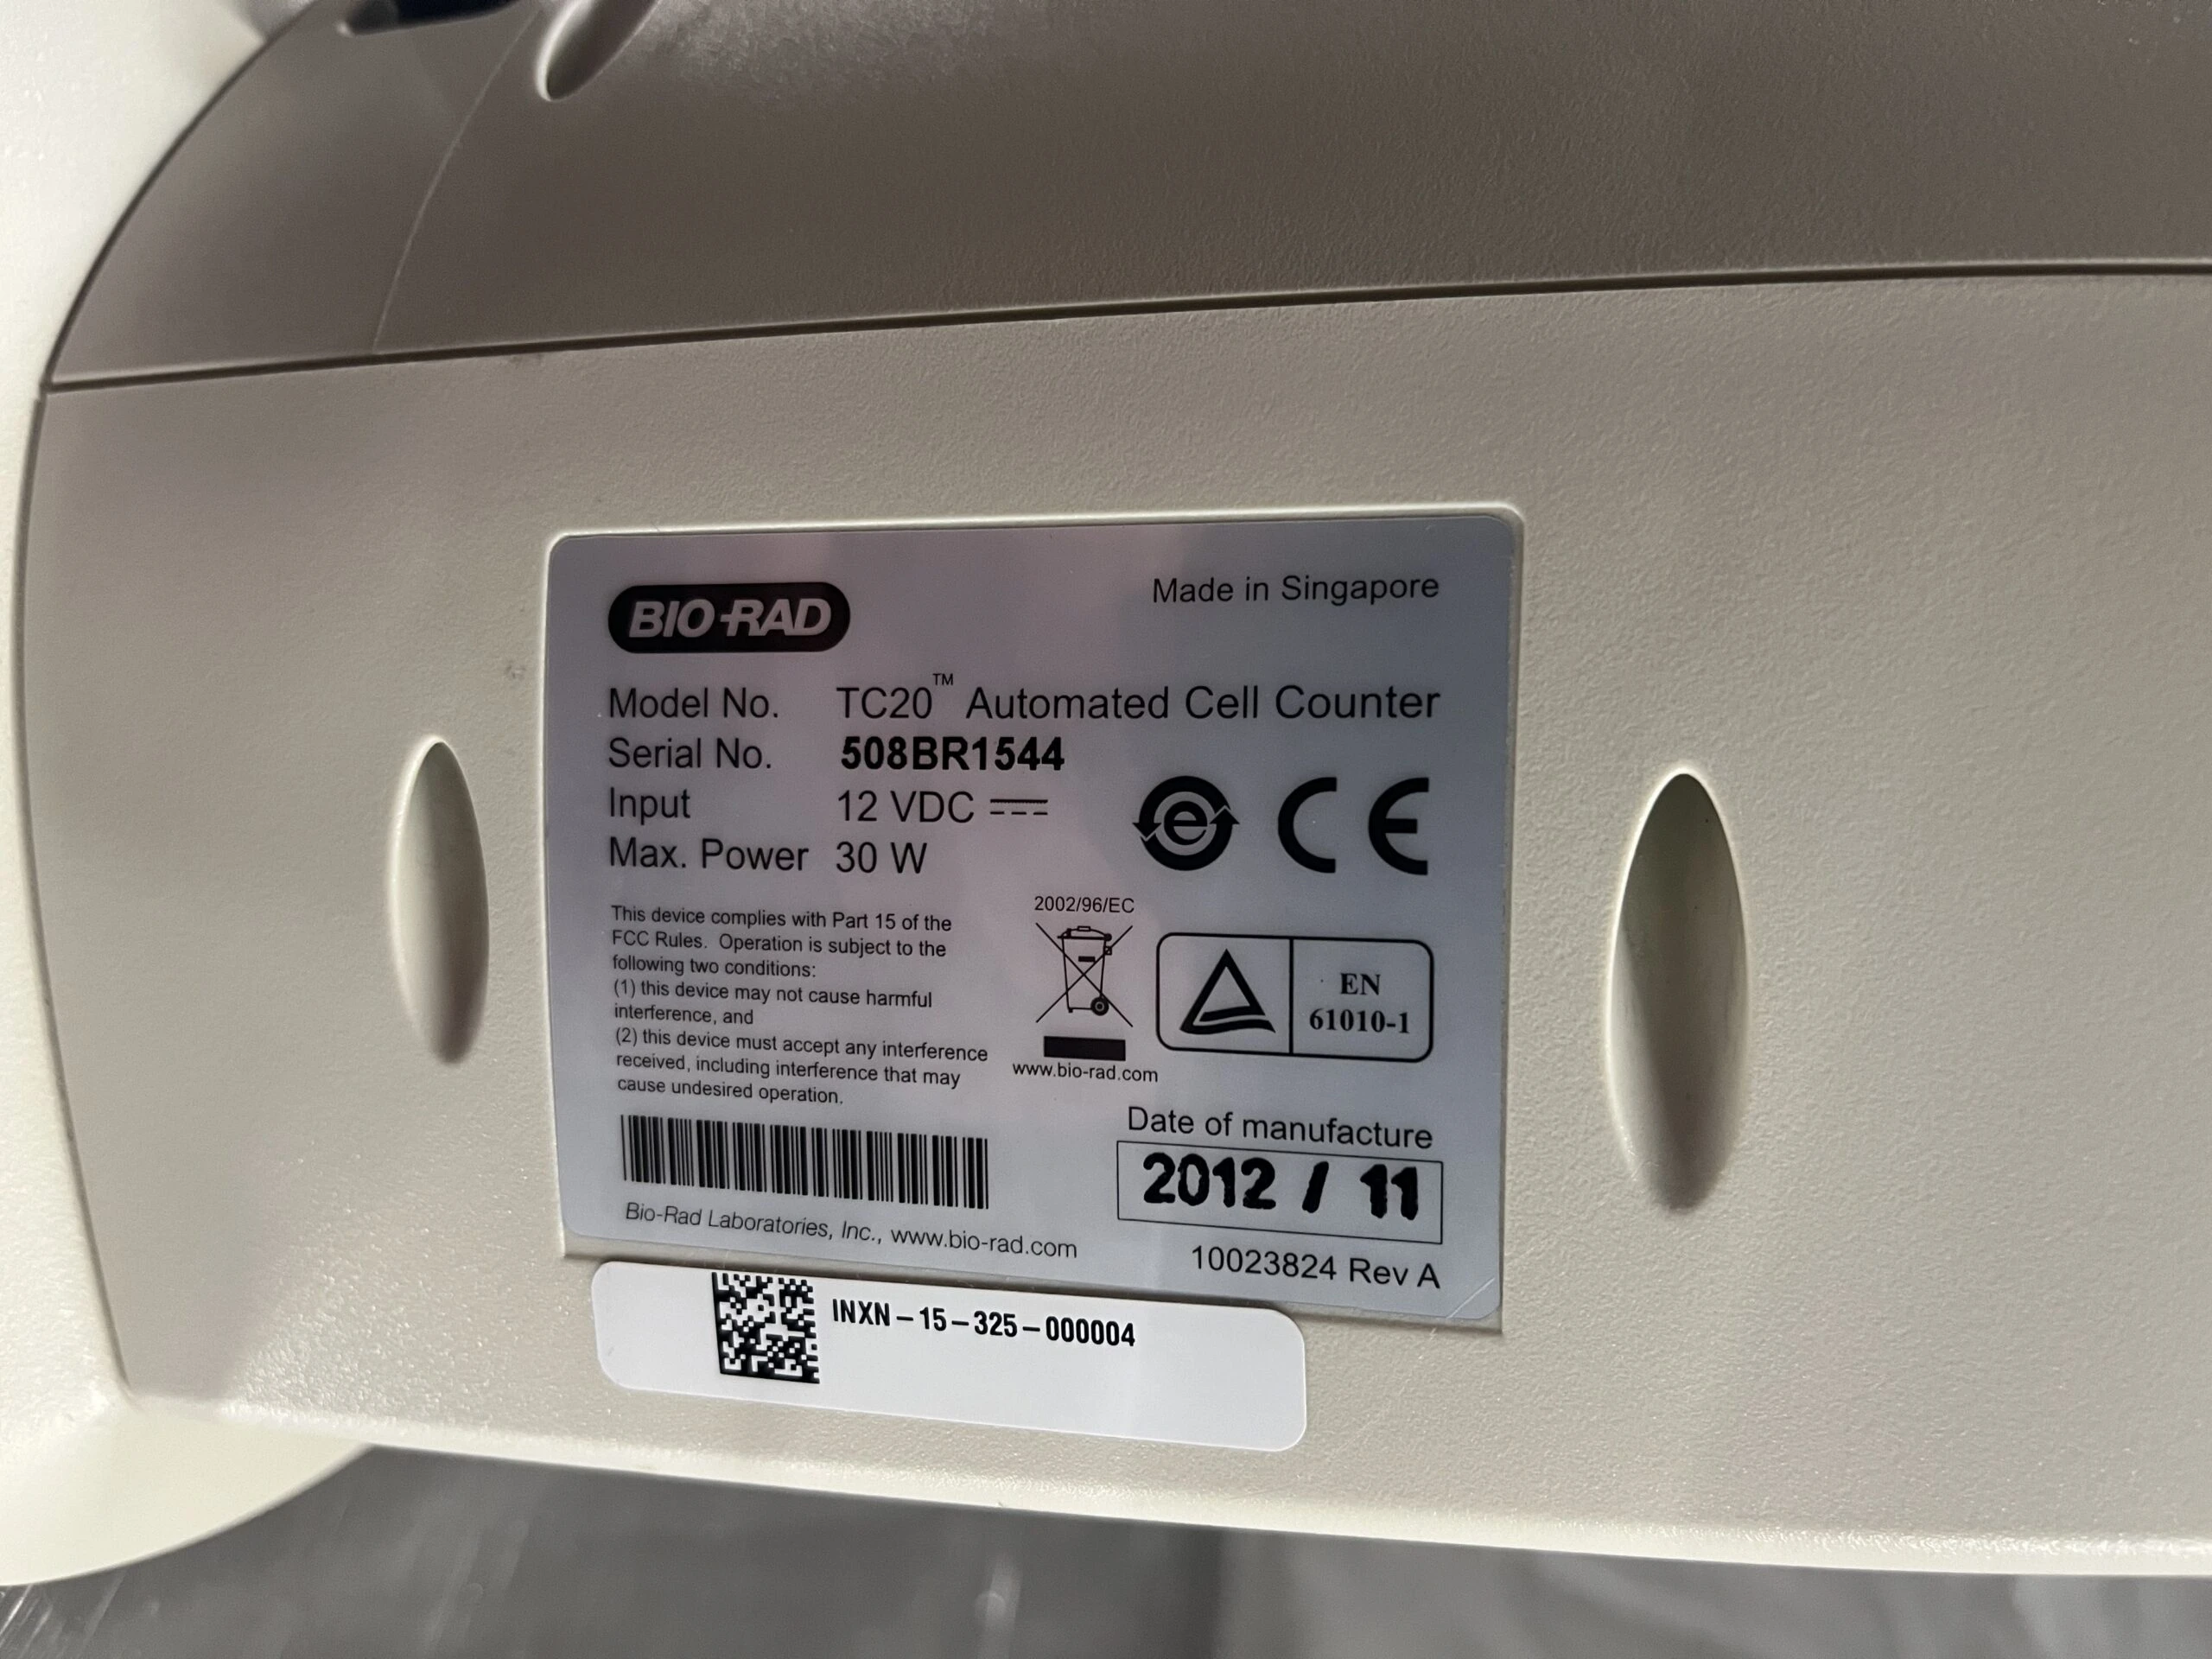 BIO-RAD
Made in Singapore
Model No. TC20™ Automated Cell Counter
Serial No. 508BR1544
Input 12 VDC
Max. Power 30 W
CE
This device complies with Part 15 of the
FCC Rules. Operation is subject to the
following two conditions:
(1) this device may not cause harmful
interference, and
(2) this device must accept any interference
received, including interference that may
cause undesired operation.
2002/96/EC
www.bio-rad.com
EN
61010-1
Date of manufacture
2012 / 11
Bio-Rad Laboratories, Inc., www.bio-rad.com
10023824 Rev A
INXN-15-325-000004